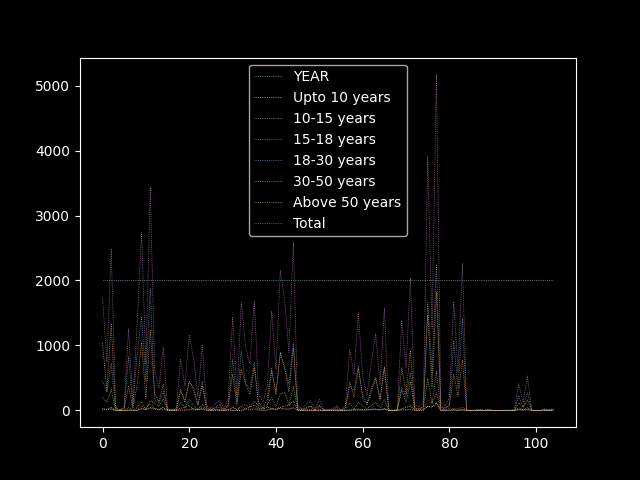 5000
4000
3000
2000
1000
0
YEAR
Upto 10 years
10-15 years
15-18 years
18-30 years
30-50 years
Above 50 years
Total
0 20 40 60 80 100